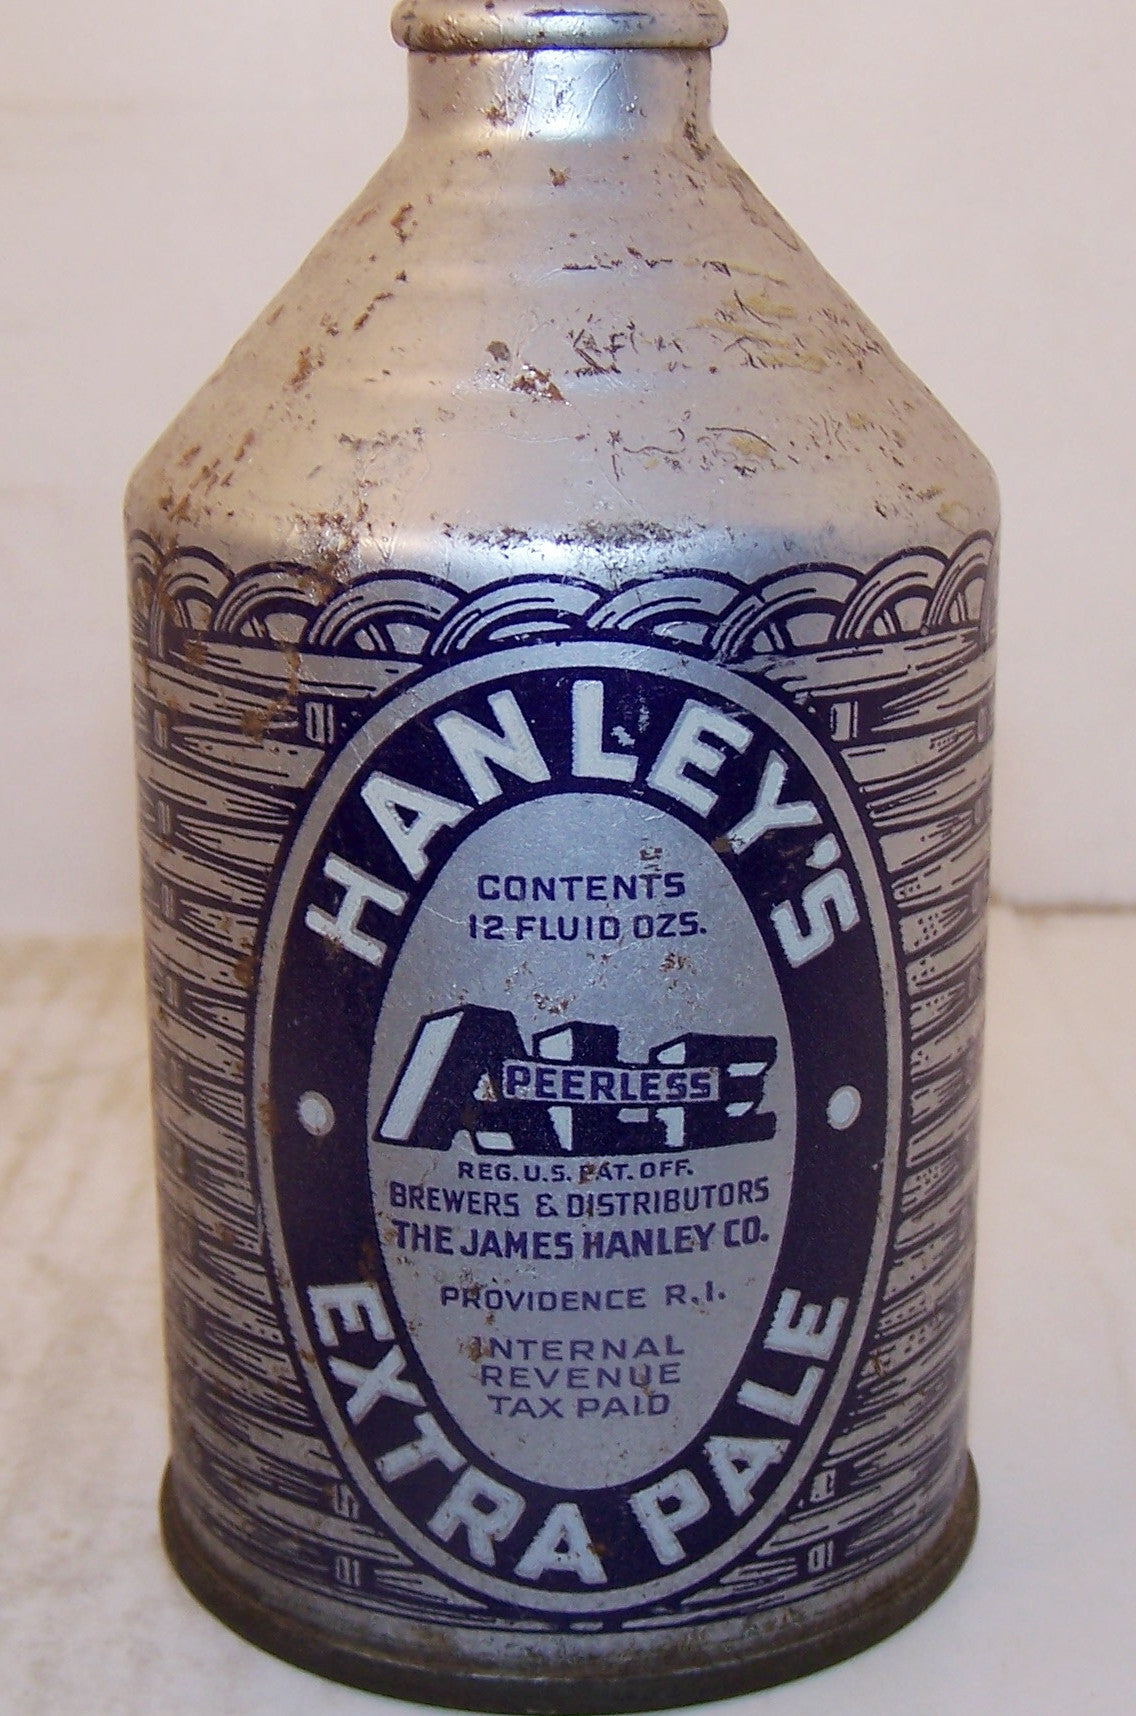 HANLEY'S
CONTENTS
12 FLUID OZS.
ALE
PEERLESS
REG. U.S. PAT. OFF.
BREWERS & DISTRIBUTORS
THE JAMES HANLEY CO.
PROVIDENCE R.I.
INTERNAL
REVENUE
TAX PAID
EXTRA PALE